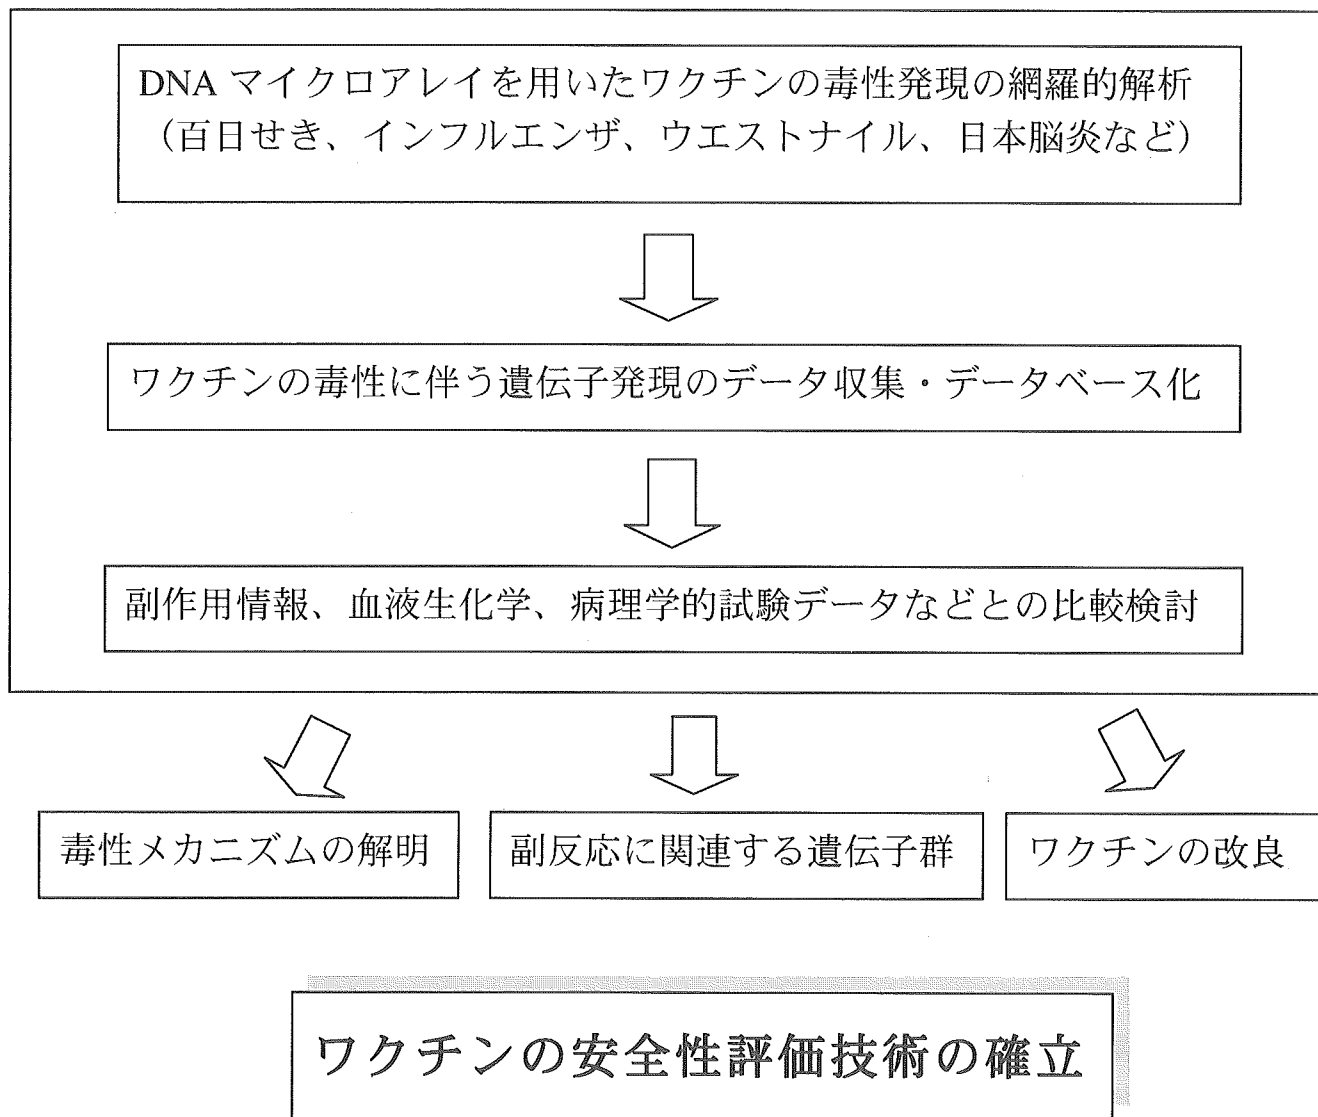 DNA マイクロアレイを用いたワクチンの毒性発現の網羅的解析
（百日せき、インフルエンザ、ウエストナイル、日本脳炎など）
ワクチンの毒性に伴う遺伝子発現のデータ収集・データベース化
副作用情報、血液生化学、病理学的試験データなどとの比較検討
毒性メカニズムの解明
副反応に関連する遺伝子群
ワクチンの改良
ワクチンの安全性評価技術の確立